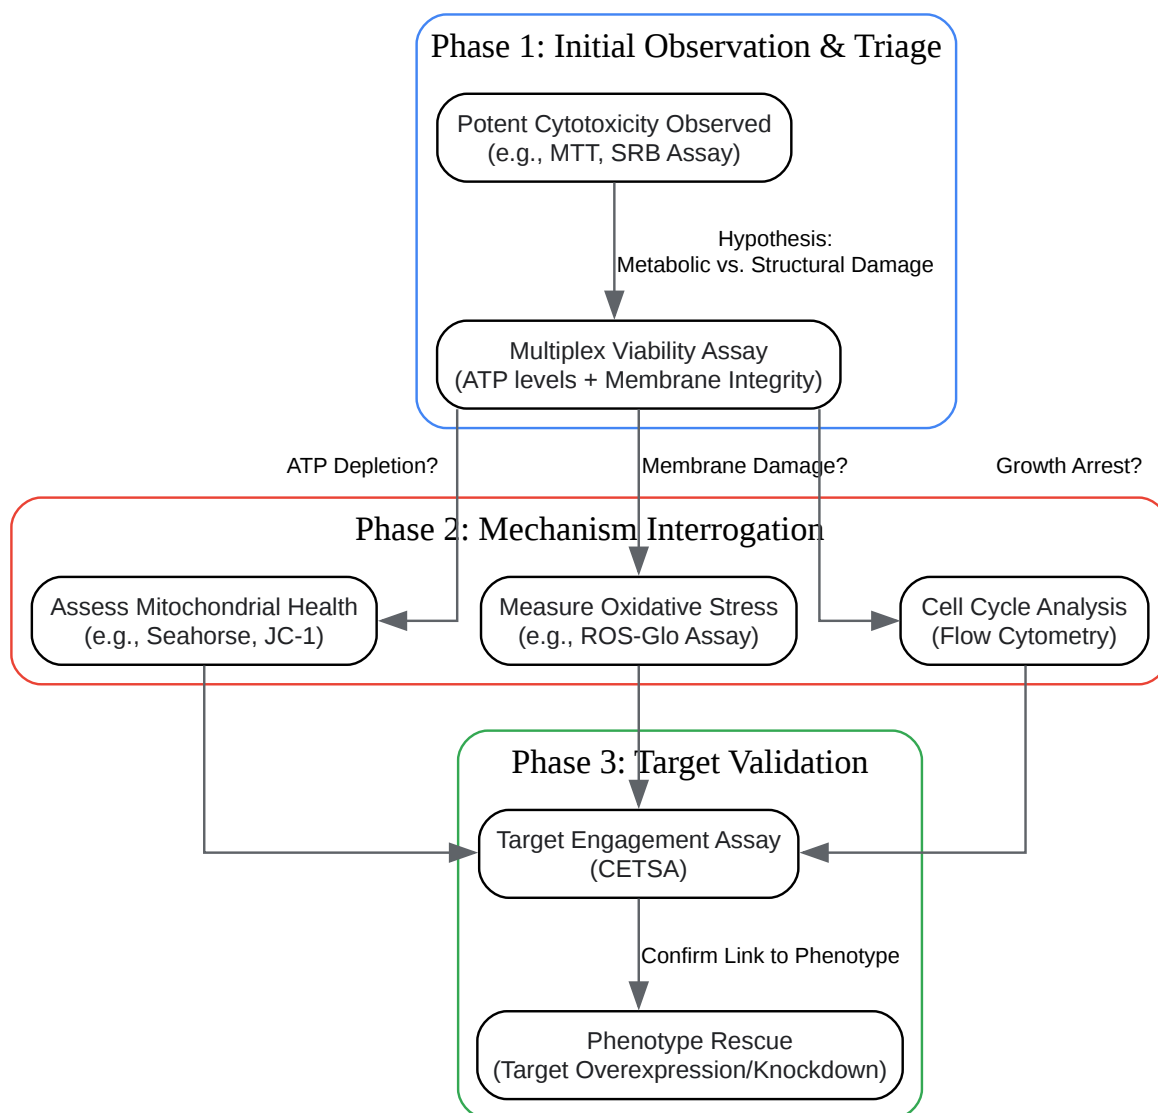 Phase 1: Initial Observation & Triage
Potent Cytotoxicity Observed
(e.g., MTT, SRB Assay)
Hypothesis:
Metabolic vs. Structural Damage
Multiplex Viability Assay
(ATP levels + Membrane Integrity)
ATP Depletion?
Membrane Damage?
Growth Arrest?
Phase 2: Mechanism Interrogation
Assess Mitochondrial Health
(e.g., Seahorse, JC-1)
Measure Oxidative Stress
(e.g., ROS-Glo Assay)
Cell Cycle Analysis
(Flow Cytometry)
Phase 3: Target Validation
Target Engagement Assay
(CETSA)
Confirm Link to Phenotype
Phenotype Rescue
(Target Overexpression/Knockdown)